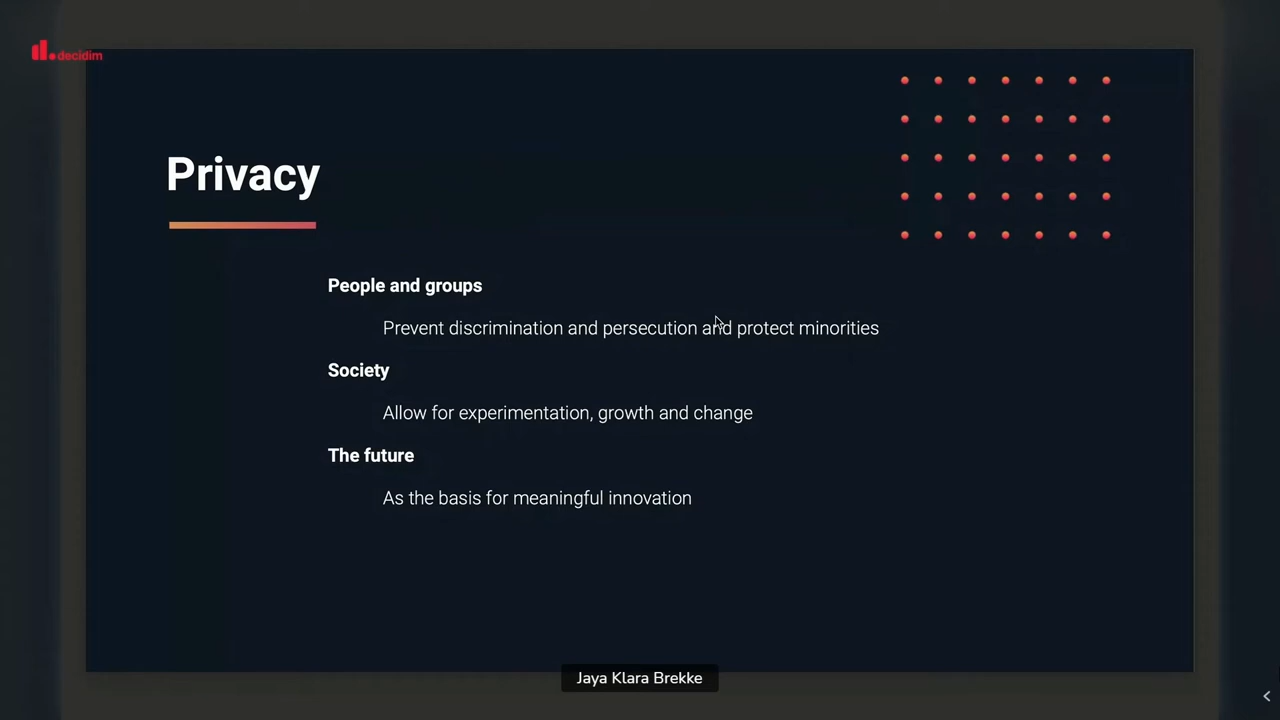 decidim
Privacy
People and groups
Prevent discrimination and persecution and protect minorities
Society
Allow for experimentation, growth and change
The future
As the basis for meaningful innovation
Jaya Klara Brekke